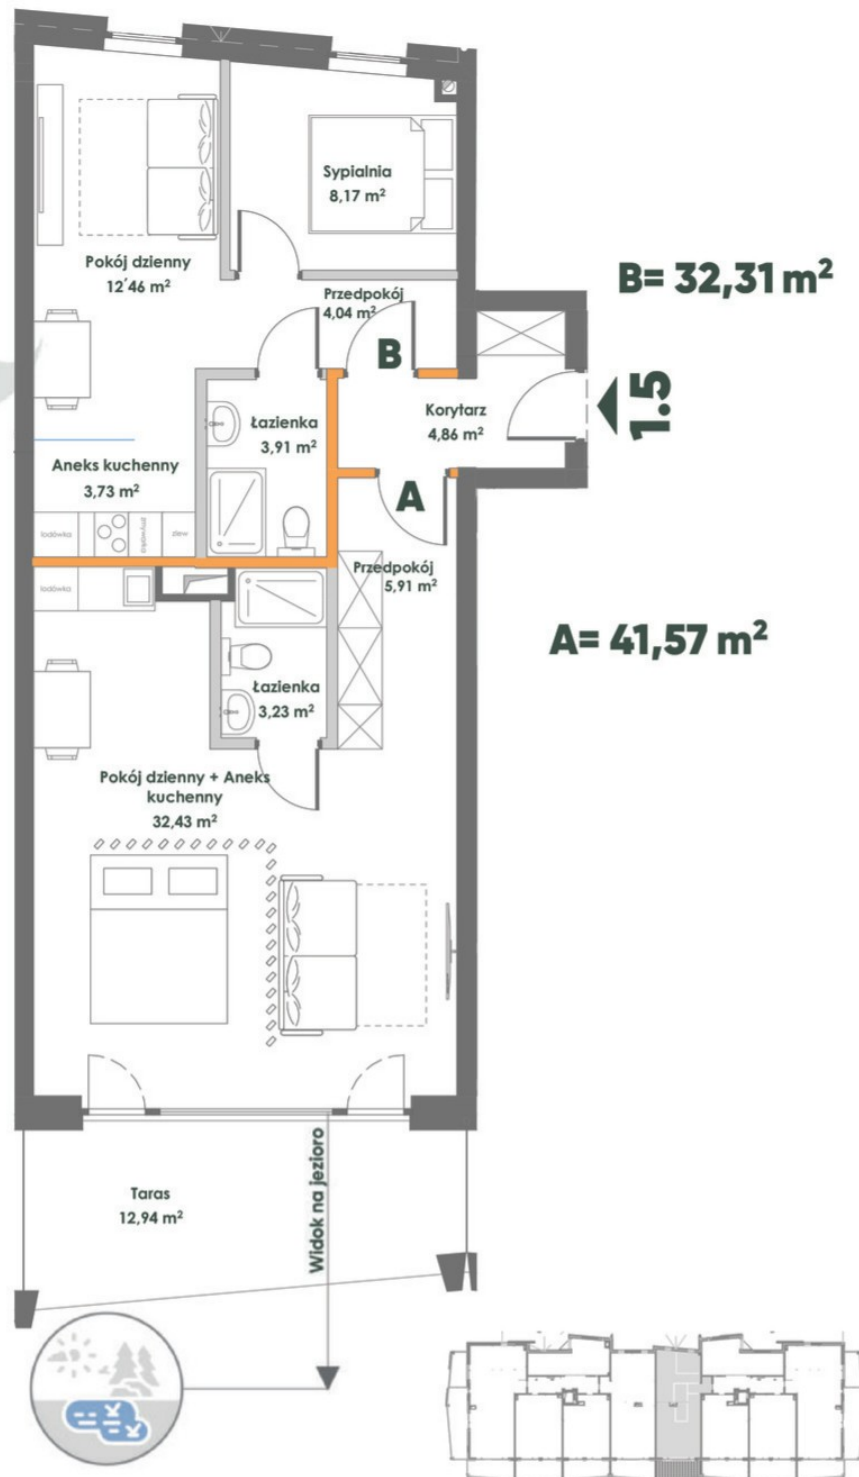 Sypialnia
8,17 m²
Pokój dzienny
12´46 m²
Przedpokój
4,04 m²
B= 32,31 m²
B
1.5
Korytarz
4,86 m²
Łazienka
3,91 m²
Aneks kuchenny
3,73 m²
A
lodówka
zmywarka
zlew
Przedpokój
5,91 m²
lodówka
A= 41,57 m²
Łazienka
3,23 m²
Pokój dzienny + Aneks
kuchenny
32,43 m²
Widok na jezioro
Taras
12,94 m²